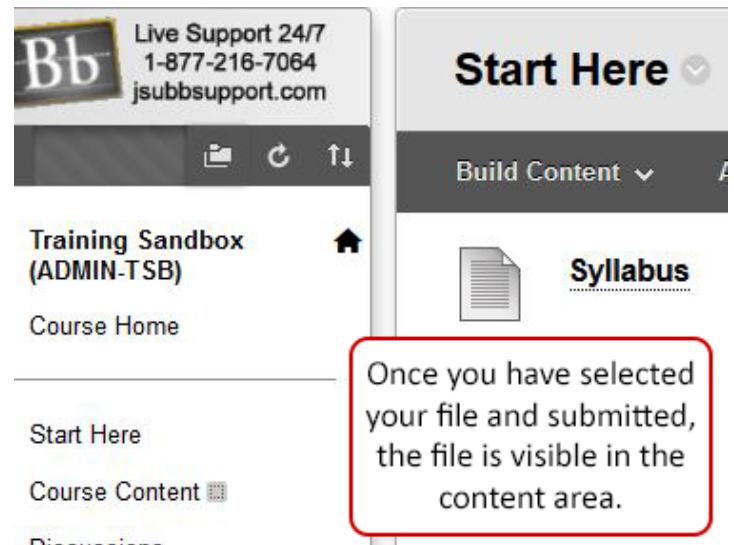 Bb
Live Support 24/7
1-877-216-7064
jsubbsupport.com
Training Sandbox
(ADMIN-TSB)
Course Home
Start Here
Course Content
Discussions
Start Here
Build Content
A
Syllabus
Once you have selected
your file and submitted,
the file is visible in the
content area.